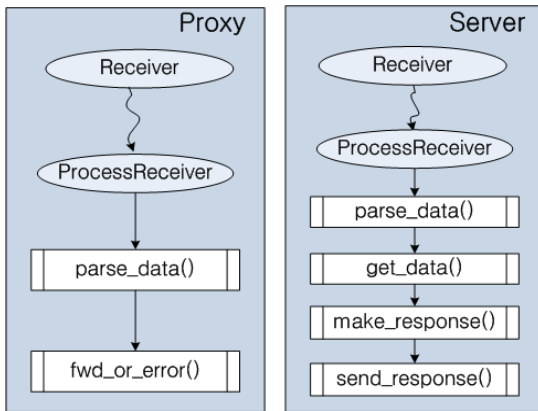 Proxy
Receiver
ProcessReceiver
parse_data()
fwd_or_error()
Server
Receiver
ProcessReceiver
parse_data()
get_data()
make_response()
send_response()